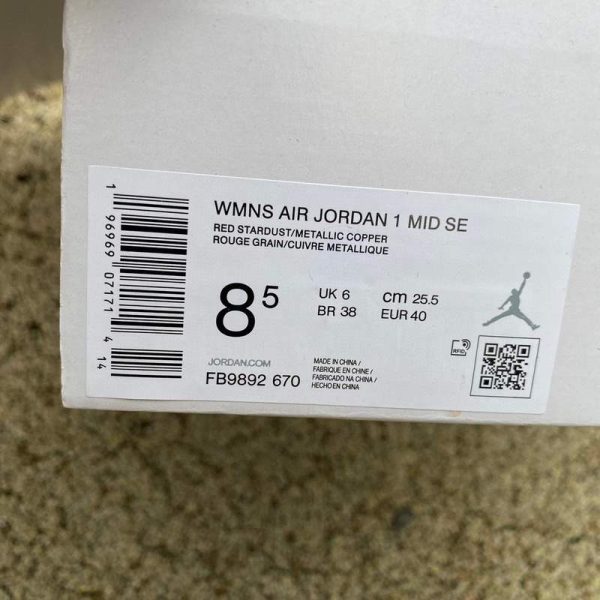 WMNS AIR JORDAN 1 MID SE
RED STARDUST/METALLIC COPPER
ROUGE GRAIN/CUIVRE METALLIQUE
8 5
UK 6
BR 38
cm 25.5
EUR 40
JORDAN.COM
FB9892 670
MADE IN CHINA /
FABRIQUE EN CHINE /
FABRICADO NA CHINA /
HECHO EN CHINA
RFID
1 96969 07171 4 14